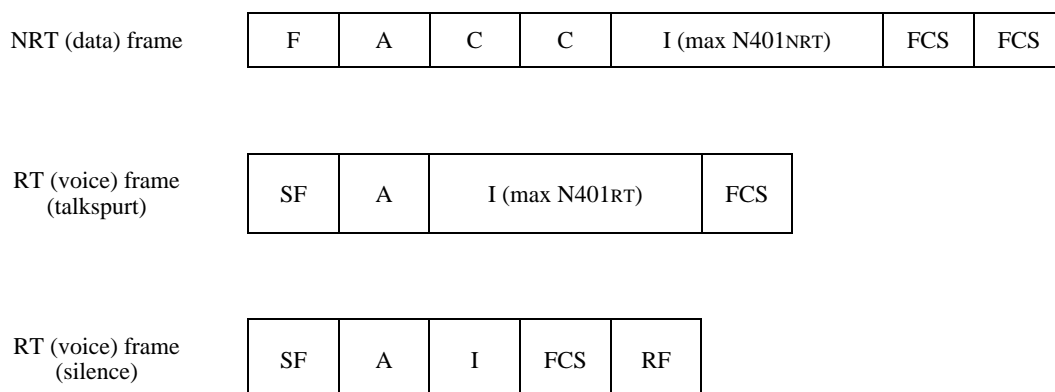 NRT (data) frame F A C C I (max N401NRT) FCS FCS
RT (voice) frame
(talkspurt)
SF A I (max N401RT) FCS
RT (voice) frame
(silence)
SF A I FCS RF